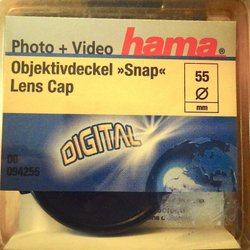 Photo + Video hama®
Objektivdeckel »Snap«
Lens Cap
55
Ø
mm
DIGITAL
00
094255